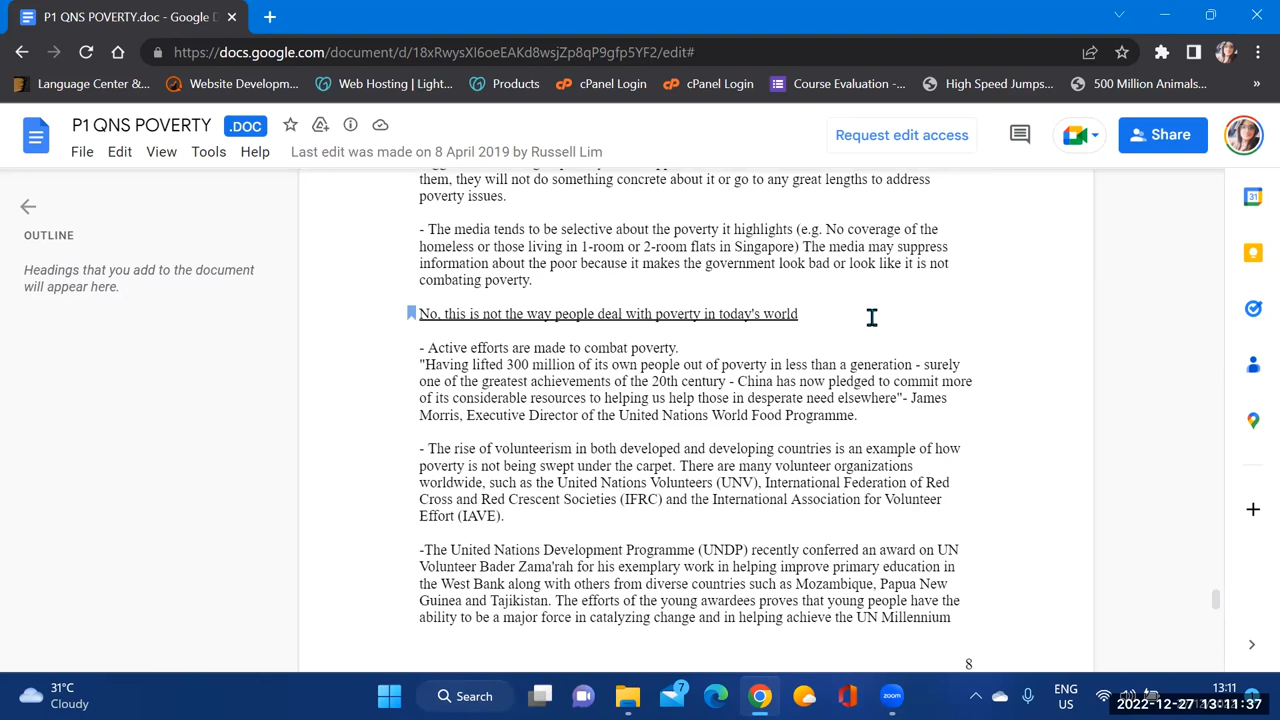 P1 QNS POVERTY.doc - Google D
https://docs.google.com/document/d/18xRwysXl6oeEAKd8wsjZp8qP9gfp5YF2/edit#
Language Center &... Website Developm... Web Hosting | Light... Products cPanel Login cPanel Login Course Evaluation -... High Speed Jumps... 500 Million Animals... »
P1 QNS POVERTY .DOC
Request edit access
Share
File Edit View Tools Help Last edit was made on 8 April 2019 by Russell Lim
OUTLINE
Headings that you add to the document
will appear here.
them, they will not do something concrete about it or go to any great lengths to address
poverty issues.
- The media tends to be selective about the poverty it highlights (e.g. No coverage of the
homeless or those living in 1-room or 2-room flats in Singapore) The media may suppress
information about the poor because it makes the government look bad or look like it is not
combating poverty.
No, this is not the way people deal with poverty in today's world
- Active efforts are made to combat poverty.
"Having lifted 300 million of its own people out of poverty in less than a generation - surely
one of the greatest achievements of the 20th century - China has now pledged to commit more
of its considerable resources to helping us help those in desperate need elsewhere"- James
Morris, Executive Director of the United Nations World Food Programme.
- The rise of volunteerism in both developed and developing countries is an example of how
poverty is not being swept under the carpet. There are many volunteer organizations
worldwide, such as the United Nations Volunteers (UNV), International Federation of Red
Cross and Red Crescent Societies (IFRC) and the International Association for Volunteer
Effort (IAVE).
-The United Nations Development Programme (UNDP) recently conferred an award on UN
Volunteer Bader Zama'rah for his exemplary work in helping improve primary education in
the West Bank along with others from diverse countries such as Mozambique, Papua New
Guinea and Tajikistan. The efforts of the young awardees proves that young people have the
ability to be a major force in catalyzing change and in helping achieve the UN Millennium
8
31
31°C
Cloudy
Search
7
zoom
ENG
US
13:11
2022-12-27 13:11:37